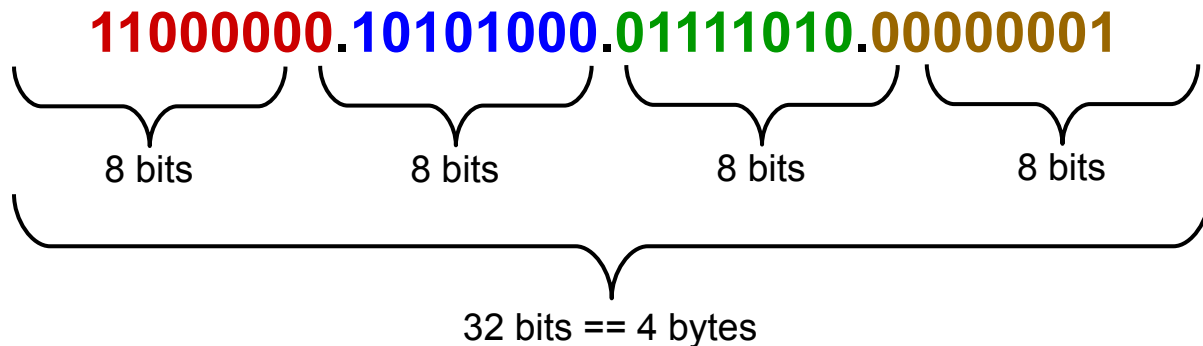 11000000.10101000.01111010.00000001
8 bits 8 bits 8 bits 8 bits
32 bits == 4 bytes